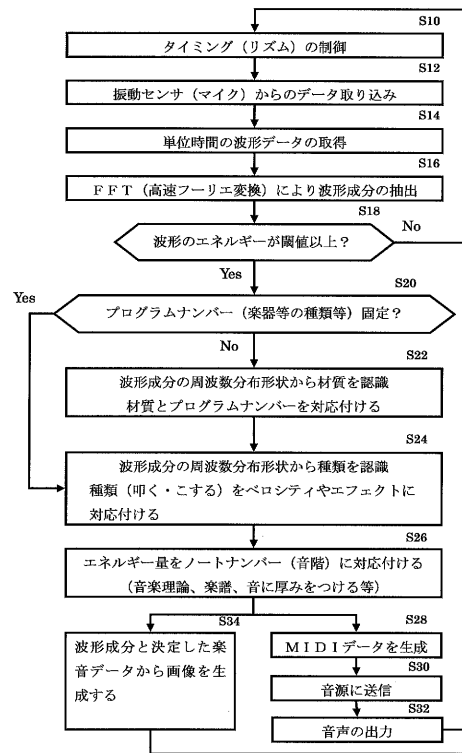 S10
タイミング（リズム）の制御
S12
振動センサ（マイク）からのデータ取り込み
S14
単位時間の波形データの取得
S16
ＦＦＴ（高速フーリエ変換）により波形成分の抽出
S18
波形のエネルギーが閾値以上？
No
Yes
S20
Yes
プログラムナンバー（楽器等の種類等）固定？
No
S22
波形成分の周波数分布形状から材質を認識
材質とプログラムナンバーを対応付ける
S24
波形成分の周波数分布形状から種類を認識
種類（叩く・こする）をベロシティやエフェクトに
対応付ける
S26
エネルギー量をノートナンバー（音階）に対応付ける
（音楽理論、楽譜、音に厚みをつける等）
S34
波形成分と決定した楽
音データから画像を生
成する
S28
ＭＩＤＩデータを生成
S30
音源に送信
S32
音声の出力